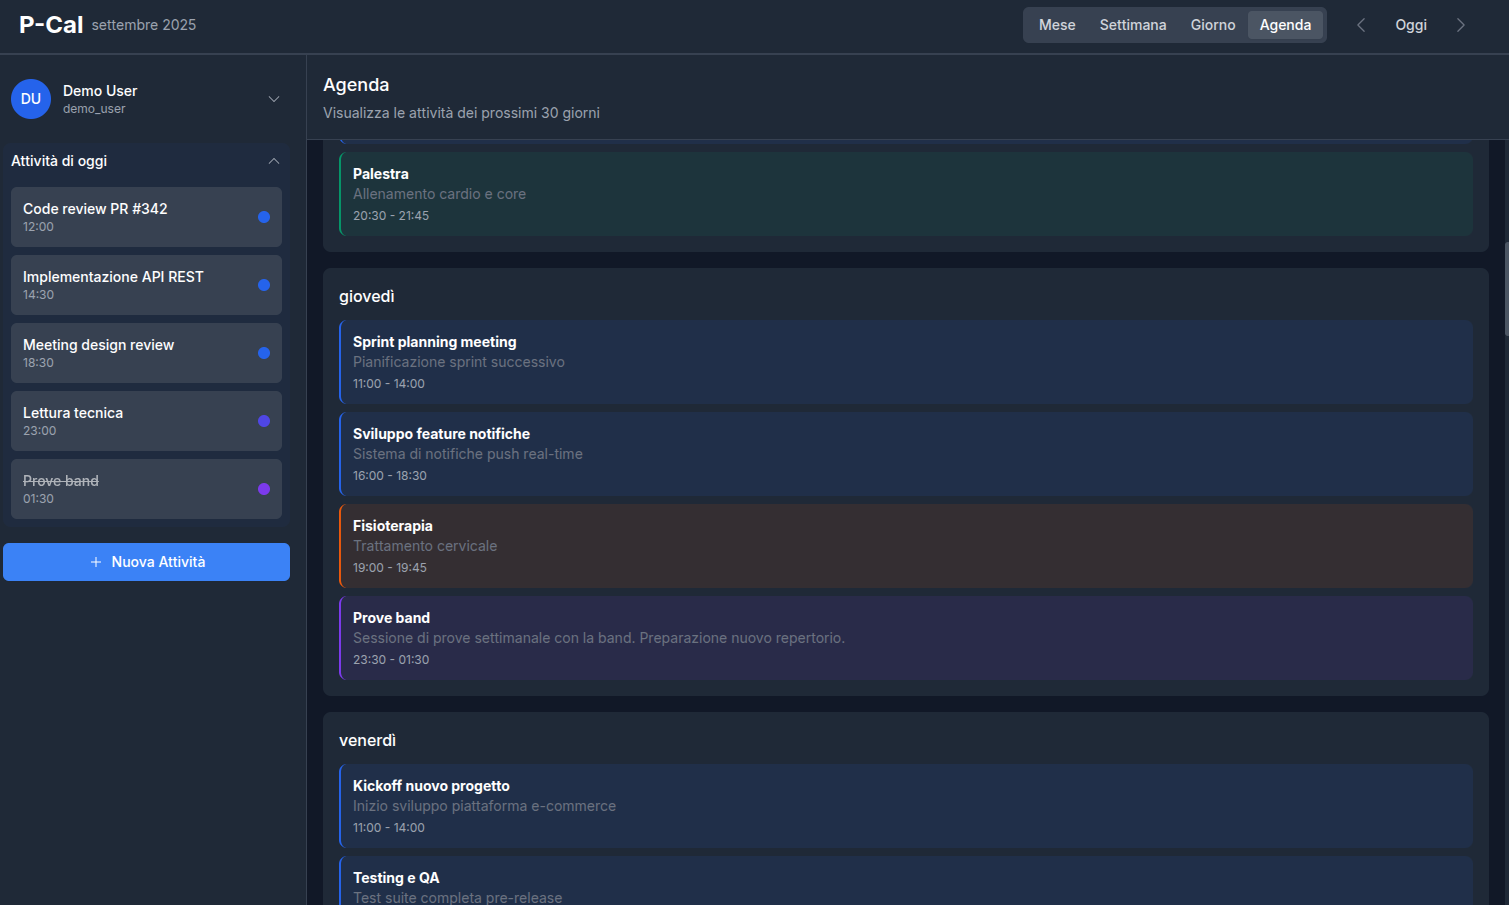 P-Cal settembre 2025
Mese Settimana Giorno Agenda Oggi
DU
Demo User
demo_user
Attività di oggi
Code review PR #342
12:00
Implementazione API REST
14:30
Meeting design review
18:30
Lettura tecnica
23:00
Prove band
01:30
+ Nuova Attività
Agenda
Visualizza le attività dei prossimi 30 giorni
Palestra
Allenamento cardio e core
20:30 - 21:45
giovedì
Sprint planning meeting
Pianificazione sprint successivo
11:00 - 14:00
Sviluppo feature notifiche
Sistema di notifiche push real-time
16:00 - 18:30
Fisioterapia
Trattamento cervicale
19:00 - 19:45
Prove band
Sessione di prove settimanale con la band. Preparazione nuovo repertorio.
23:30 - 01:30
venerdì
Kickoff nuovo progetto
Inizio sviluppo piattaforma e-commerce
11:00 - 14:00
Testing e QA
Test suite completa pre-release